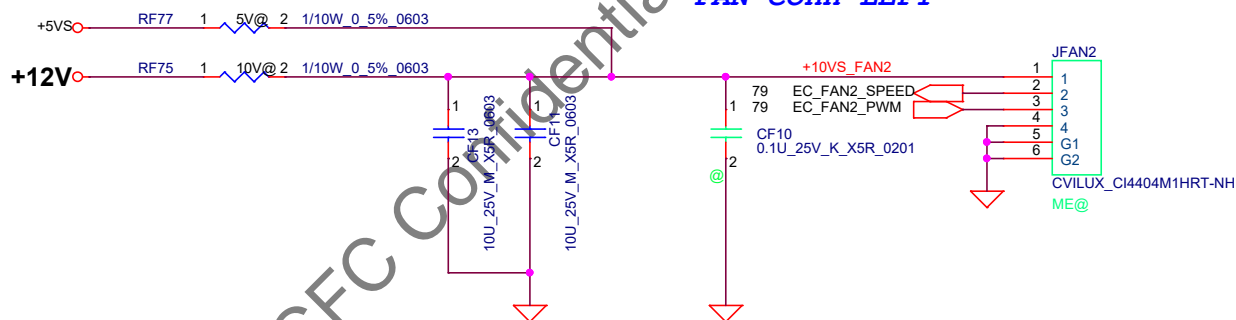 FAN Conn LEFT
+5VS RF77 1 5V@ 2 1/10W_0_5%_0603
+12V RF75 1 10V@ 2 1/10W_0_5%_0603
+10VS_FAN2
79 EC_FAN2_SPEED
79 EC_FAN2_PWM
JFAN2
1 1
2 2
3 3
4 4
5 G1
6 G2
CVILUX_CI4404M1HRT-NH
ME@
1
2
CF13
10U_25V_M_X5R_0603
1
2
CF11
10U_25V_M_X5R_0603
1
2
CF10
0.1U_25V_K_X5R_0201
@
CFC Confidential